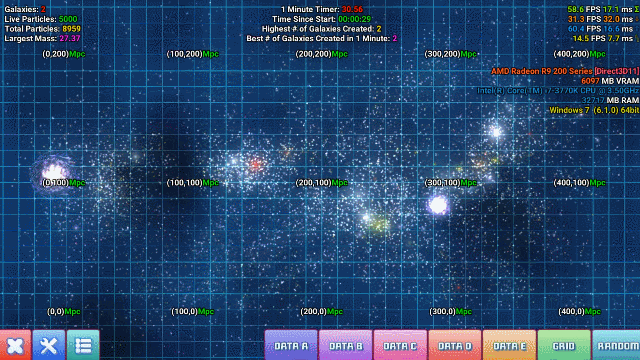 Galaxies: 2
Live Particles: 5000
Total Particles: 8959
Largest Mass: 27.37
1 Minute Timer: 30.56
Time Since Start: 00:00:29
Highest # of Galaxies Created: 2
Best # of Galaxies Created in 1 Minute: 2
58.6 FPS 17.1 ms Σ
31.3 FPS 32.0 ms
60.4 FPS 16.6 ms
-14.5 FPS 7.7 ms
(0,200)Mpc
(100,200)Mpc
(200,200)Mpc
(300,200)Mpc
(400,200)Mpc
AMD Radeon R9 200 Series [Direct3D11]
6097 MB VRAM
Intel(R) Core(TM) i7-3770K CPU @ 3.50GHz
32717 MB RAM
Windows 7 (6.1.0) 64bit
(0,100)Mpc
(100,100)Mpc
(200,100)Mpc
(300,100)Mpc
(400,100)Mpc
(0,0)Mpc
(100,0)Mpc
(200,0)Mpc
(300,0)Mpc
(400,0)Mpc
DATA A
DATA B
DATA C
DATA D
DATA E
GRID
RANDOM